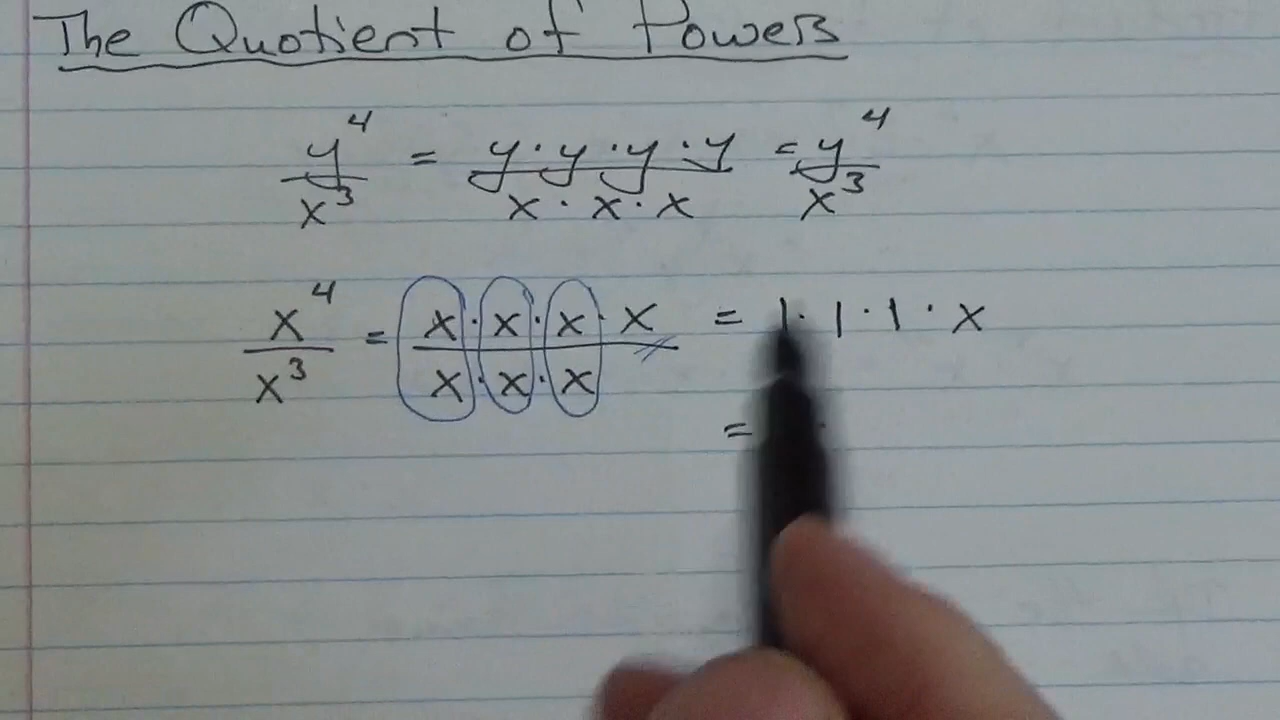 The Quotient of Powers
y⁴/x³ = y·y·y·y/x·x·x = y⁴/x³
x⁴/x³ = x·x·x·x/x·x·x = 1·1·1·x
=